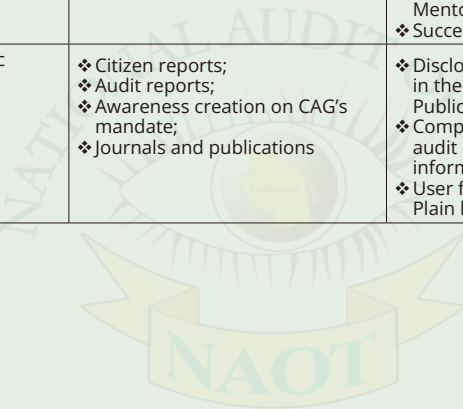 Mento
❖ Succe
c
❖ Citizen reports;
❖ Audit reports;
❖ Awareness creation on CAG's
mandate;
❖ Journals and publications
❖ Disclo
in the
Public
❖ Comp
audit
inform
❖ User f
Plain l
NATIONAL AUDIT
TANZANIA
NAOT